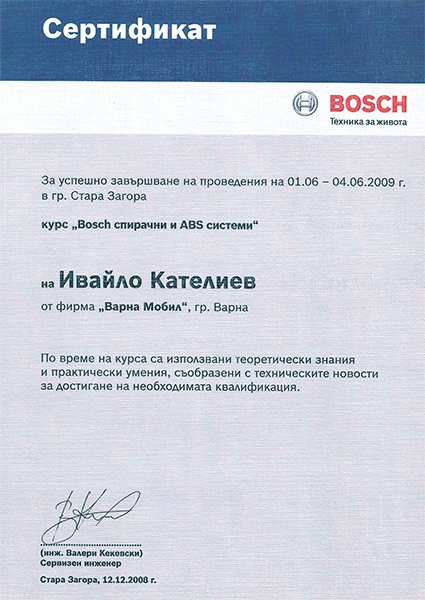 Сертификат
BOSCH
Техника за живота
За успешно завършване на проведения на 01.06 – 04.06.2009 г.
в гр. Стара Загора
курс „Bosch спирачни и ABS системи“
на Ивайло Кателиев
от фирма „Варна Мобил“, гр. Варна
По време на курса са използвани теоретически знания
и практически умения, съобразени с техническите новости
за достигане на необходимата квалификация.
(инж. Валери Кекевски)
Сервизен инженер
Стара Загора, 12.12.2008 г.